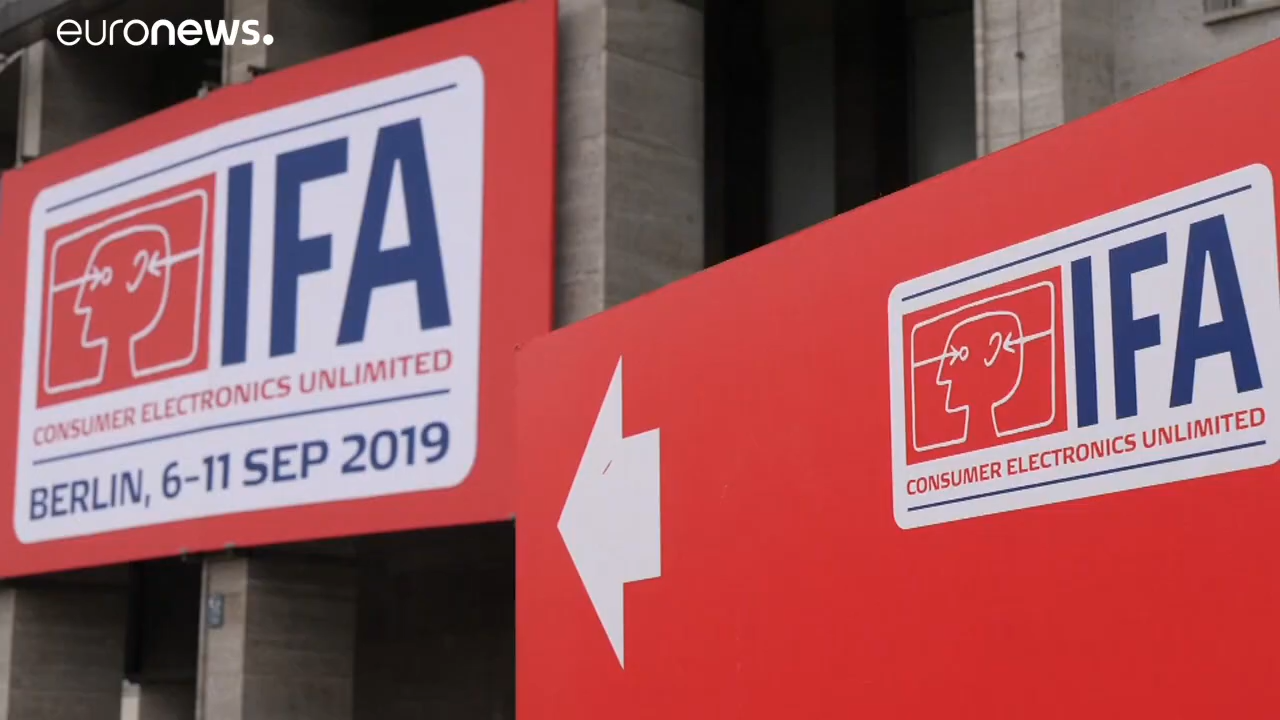 euronews.
IFA
CONSUMER ELECTRONICS UNLIMITED
BERLIN, 6-11 SEP 2019
IFA
CONSUMER ELECTRONICS UNLIMITED